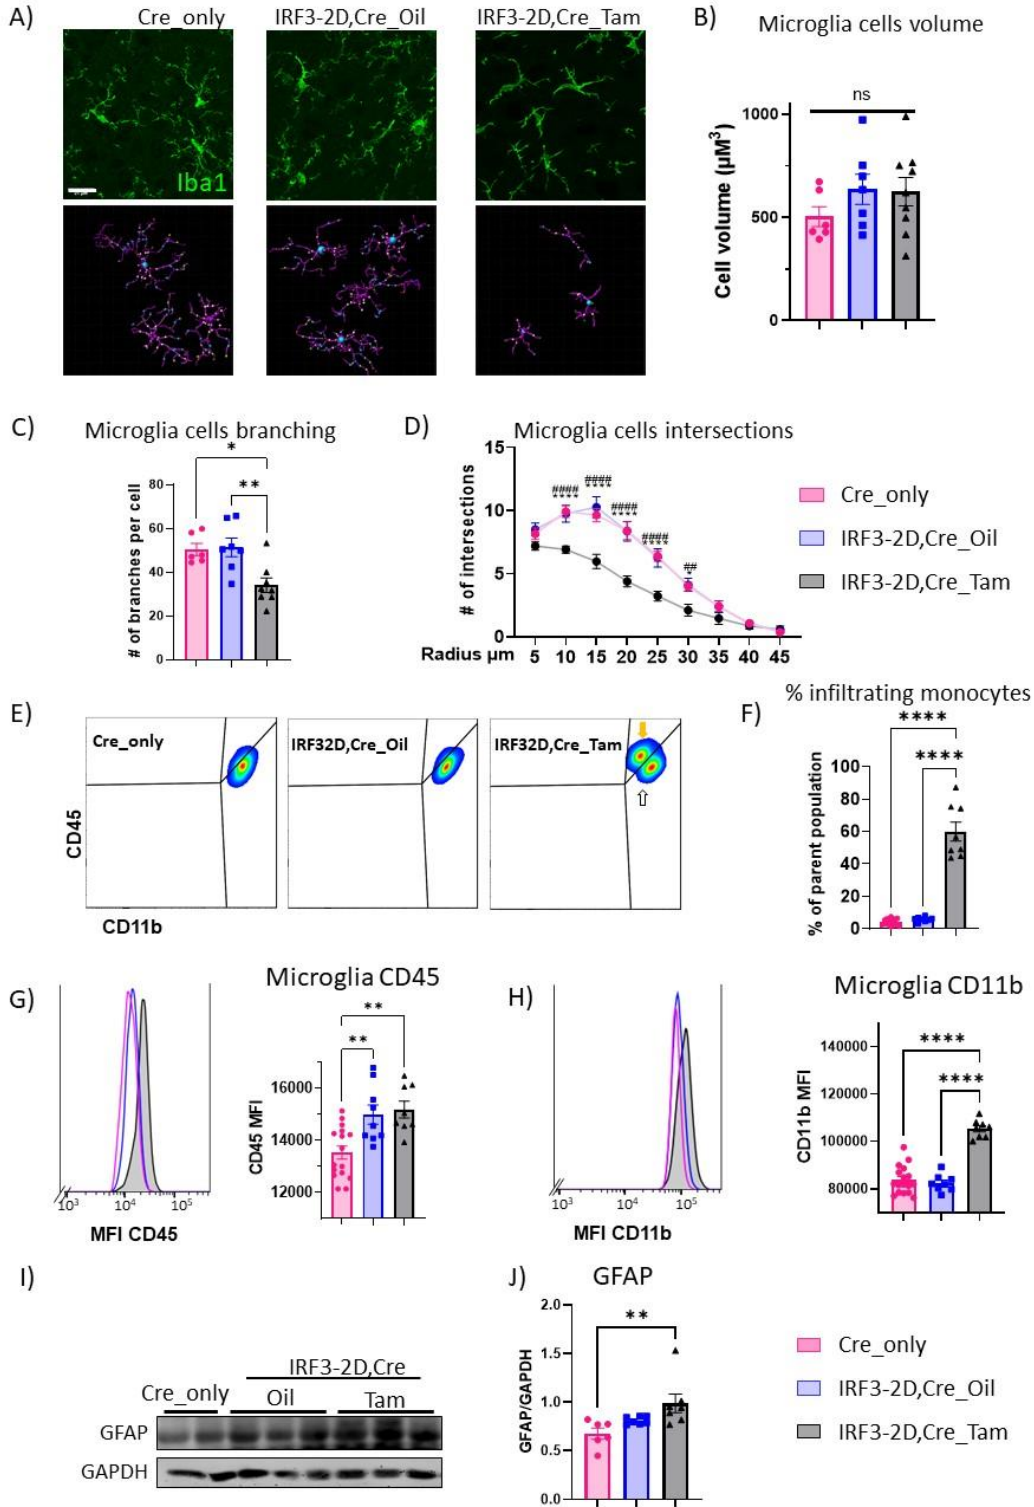 A)
Cre_only
IRF3-2D,Cre_Oil
IRF3-2D,Cre_Tam
Iba1
B)
Microglia cells volume
ns
Cell volume (µM³)
1000
500
0
C)
Microglia cells branching
*
**
# of branches per cell
80
60
40
20
0
D)
Microglia cells intersections
# of intersections
15
10
5
0
####
****
####
****
####
****
####
****
##
*
Radius µm
5 10 15 20 25 30 35 40 45
Cre_only
IRF3-2D,Cre_Oil
IRF3-2D,Cre_Tam
E)
Cre_only
IRF32D,Cre_Oil
IRF32D,Cre_Tam
CD45
CD11b
F)
% infiltrating monocytes
****
****
% of parent population
100
80
60
40
20
0
G)
Microglia CD45
10³ 10⁴ 10⁵
MFI CD45
**
**
CD45 MFI
16000
14000
12000
H)
Microglia CD11b
10³ 10⁴ 10⁵
MFI CD11b
****
****
CD11b MFI
140000
120000
100000
80000
I)
IRF3-2D,Cre
Cre_only
Oil
Tam
GFAP
GAPDH
J)
GFAP
**
GFAP/GAPDH
2.0
1.5
1.0
0.5
0.0
Cre_only
IRF3-2D,Cre_Oil
IRF3-2D,Cre_Tam